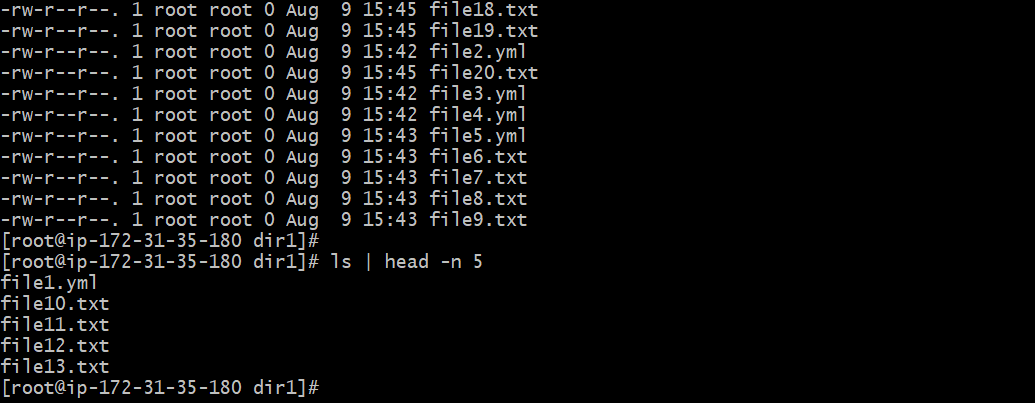 -rw-r--r--. 1 root root 0 Aug  9 15:45 file18.txt
-rw-r--r--. 1 root root 0 Aug  9 15:45 file19.txt
-rw-r--r--. 1 root root 0 Aug  9 15:42 file2.yml
-rw-r--r--. 1 root root 0 Aug  9 15:45 file20.txt
-rw-r--r--. 1 root root 0 Aug  9 15:42 file3.yml
-rw-r--r--. 1 root root 0 Aug  9 15:42 file4.yml
-rw-r--r--. 1 root root 0 Aug  9 15:43 file5.yml
-rw-r--r--. 1 root root 0 Aug  9 15:43 file6.txt
-rw-r--r--. 1 root root 0 Aug  9 15:43 file7.txt
-rw-r--r--. 1 root root 0 Aug  9 15:43 file8.txt
-rw-r--r--. 1 root root 0 Aug  9 15:43 file9.txt
[root@ip-172-31-35-180 dir1]#
[root@ip-172-31-35-180 dir1]# ls | head -n 5
file1.yml
file10.txt
file11.txt
file12.txt
file13.txt
[root@ip-172-31-35-180 dir1]#